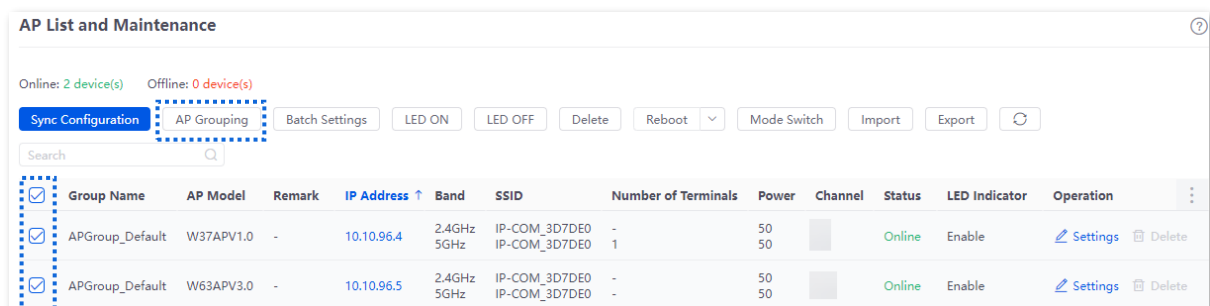 AP List and Maintenance
Online: 2 device(s) Offline: 0 device(s)
Sync Configuration AP Grouping Batch Settings LED ON LED OFF Delete Reboot Mode Switch Import Export
Search
Group Name AP Model Remark IP Address ↑ Band SSID Number of Terminals Power Channel Status LED Indicator Operation
APGroup_Default W37APV1.0 - 10.10.96.4 2.4GHz IP-COM_3D7DE0 - 50 Online Enable Settings Delete
5GHz IP-COM_3D7DE0 1 50
APGroup_Default W63APV3.0 - 10.10.96.5 2.4GHz IP-COM_3D7DE0 - 50 Online Enable Settings Delete
5GHz IP-COM_3D7DE0 - 50